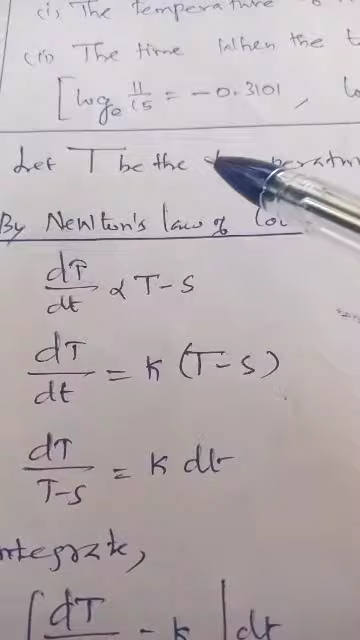 (i) The temperature
(ii) The time when the
[log_e 11/15 = -0.3101,
Let T be the
By Newton's law of
dT/dt ∝ T-S
dT/dt = K (T-S)
dT/T-S = K dt
Integrate,
∫ dT = K ∫ dt